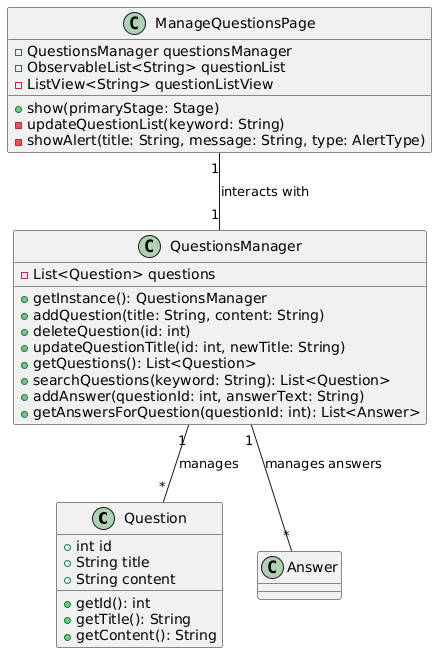 C ManageQuestionsPage
QuestionsManager questionsManager
ObservableList<String> questionList
ListView<String> questionListView
show(primaryStage: Stage)
updateQuestionList(keyword: String)
showAlert(title: String, message: String, type: AlertType)
1
interacts with
1
C QuestionsManager
List<Question> questions
getInstance(): QuestionsManager
addQuestion(title: String, content: String)
deleteQuestion(id: int)
updateQuestionTitle(id: int, newTitle: String)
getQuestions(): List<Question>
searchQuestions(keyword: String): List<Question>
addAnswer(questionId: int, answerText: String)
getAnswersForQuestion(questionId: int): List<Answer>
1
1
manages
manages answers
*
*
C Question
int id
String title
String content
getId(): int
getTitle(): String
getContent(): String
C Answer